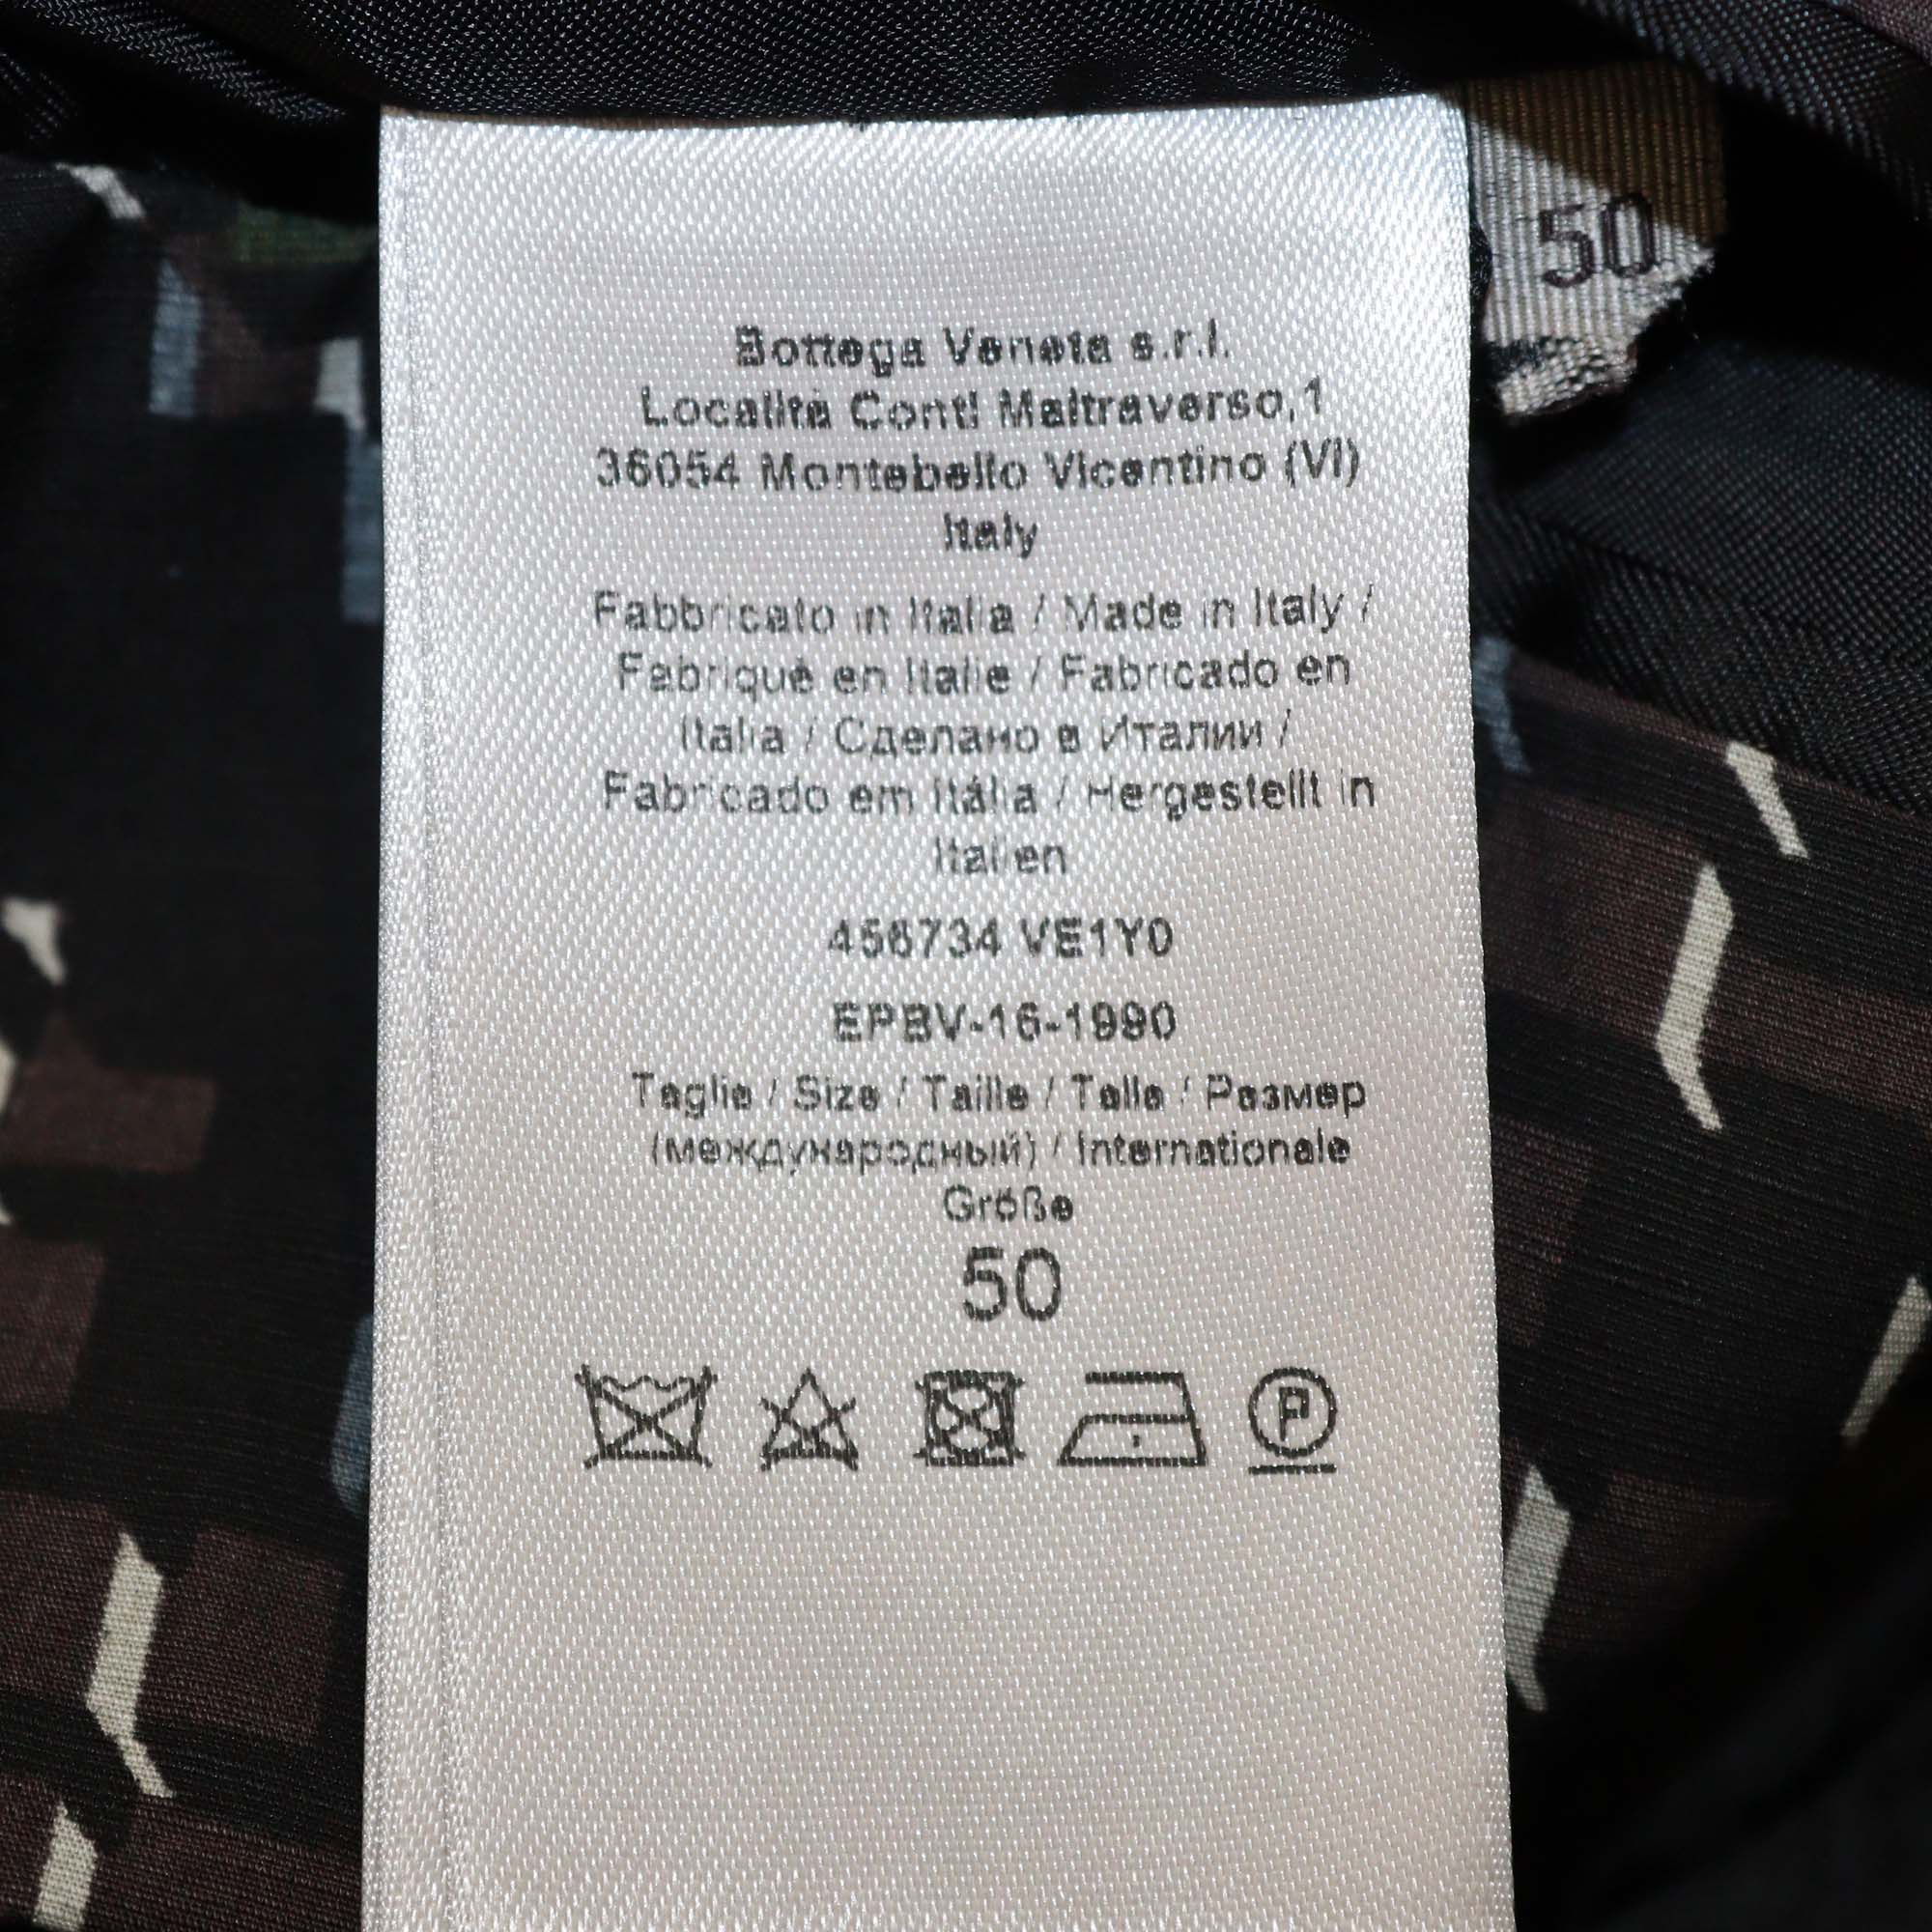 50
Bottega Veneta s.r.l.
Località Conti Maltraverso,1
36054 Montebello Vicentino (VI)
Italy
Fabbricato in Italia / Made in Italy /
Fabriqué en Italie / Fabricado en
Italia / Сделано в Италии /
Fabricado em Itália / Hergestellt in
Italien
456734 VE1Y0
EPBV-16-1990
Taglie / Size / Taille / Talla / Размер
(международный) / Internationale
Größe
50
P